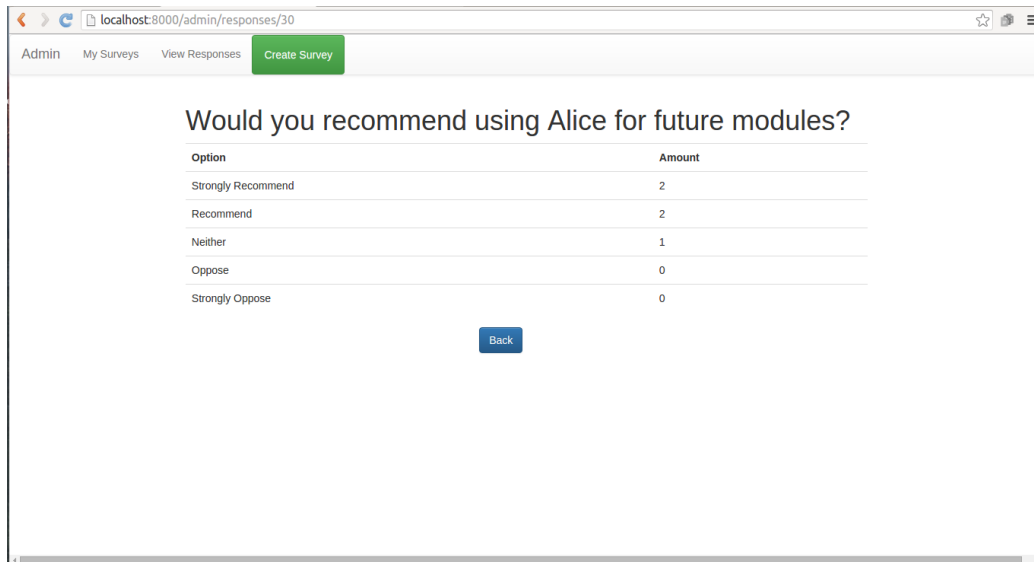 localhost:8000/admin/responses/30
Admin My Surveys View Responses Create Survey
Would you recommend using Alice for future modules?
Option Amount
Strongly Recommend 2
Recommend 2
Neither 1
Oppose 0
Strongly Oppose 0
Back